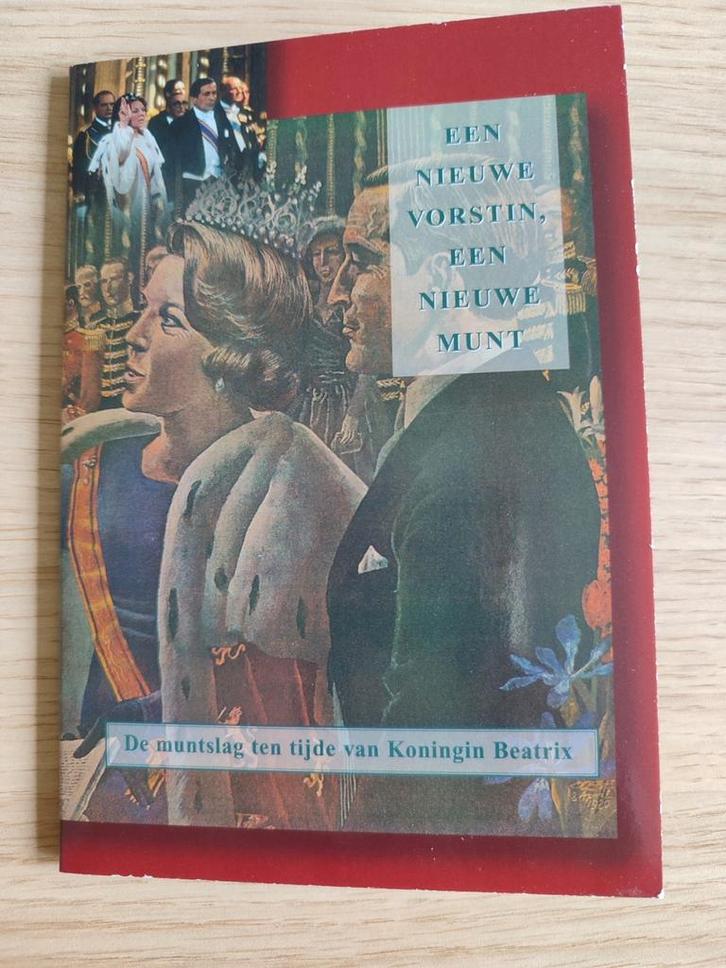 EEN
NIEUWE
VORSTIN,
EEN
NIEUWE
MUNT
De muntslag ten tijde van Koningin Beatrix